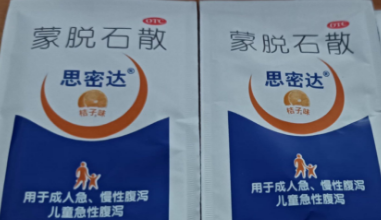 OTC
蒙脱石散
思密达®
桔子味
用于成人急、慢性腹泻
儿童急性腹泻
OTC
蒙脱石散
思密达®
桔子味
用于成人急、慢性腹泻
儿童急性腹泻